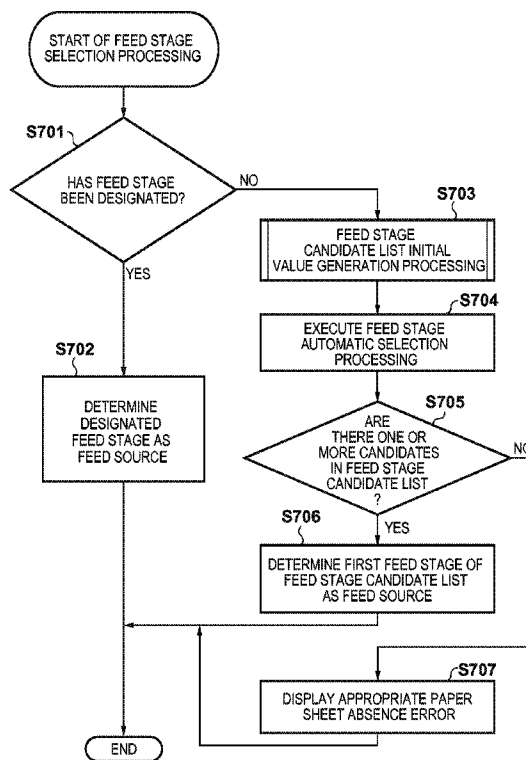 START OF FEED STAGE
SELECTION PROCESSING
S701
HAS FEED STAGE
BEEN DESIGNATED?
NO
YES
S702
DETERMINE
DESIGNATED
FEED STAGE AS
FEED SOURCE
S703
FEED STAGE
CANDIDATE LIST INITIAL
VALUE GENERATION PROCESSING
S704
EXECUTE FEED STAGE
AUTOMATIC SELECTION
PROCESSING
S705
ARE
THERE ONE OR
MORE CANDIDATES
IN FEED STAGE
CANDIDATE LIST
?
NO
YES
S706
DETERMINE FIRST FEED STAGE OF
FEED STAGE CANDIDATE LIST
AS FEED SOURCE
S707
DISPLAY APPROPRIATE PAPER
SHEET ABSENCE ERROR
END